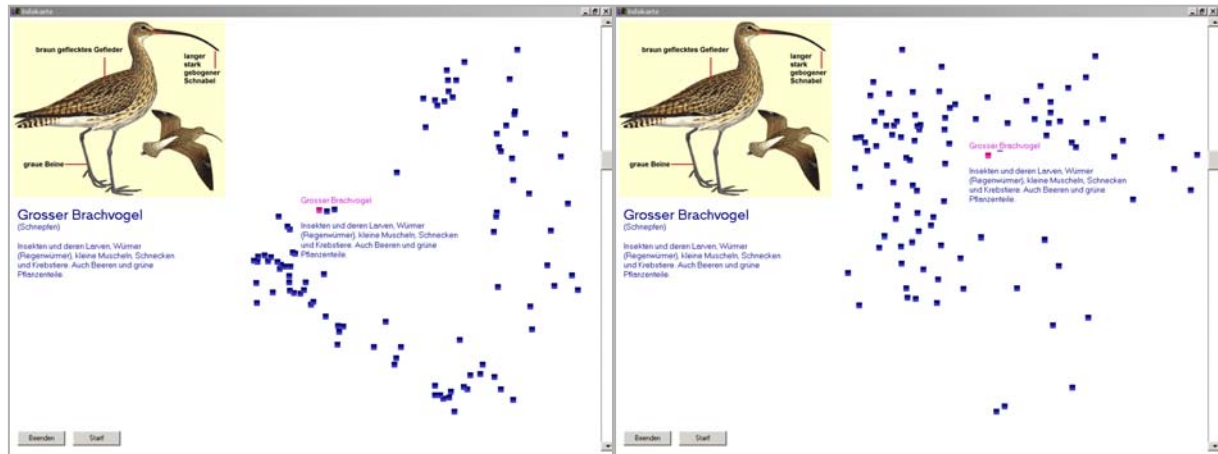 Infokarte
braun geflecktes Gefieder
langer
stark
gebogener
Schnabel
graue Beine
Grosser Brachvogel
(Schnepfen)
Insekten und deren Larven, Würmer
(Regenwürmer), kleine Muscheln, Schnecken
und Krebstiere. Auch Beeren und grüne
Pflanzenteile.
Grosser Brachvogel
Insekten und deren Larven, Würmer
(Regenwürmer), kleine Muscheln, Schnecken
und Krebstiere. Auch Beeren und grüne
Pflanzenteile.
Beenden
Start
Infokarte
braun geflecktes Gefieder
langer
stark
gebogener
Schnabel
graue Beine
Grosser Brachvogel
(Schnepfen)
Insekten und deren Larven, Würmer
(Regenwürmer), kleine Muscheln, Schnecken
und Krebstiere. Auch Beeren und grüne
Pflanzenteile.
Grosser Brachvogel
Insekten und deren Larven, Würmer
(Regenwürmer), kleine Muscheln, Schnecken
und Krebstiere. Auch Beeren und grüne
Pflanzenteile.
Beenden
Start